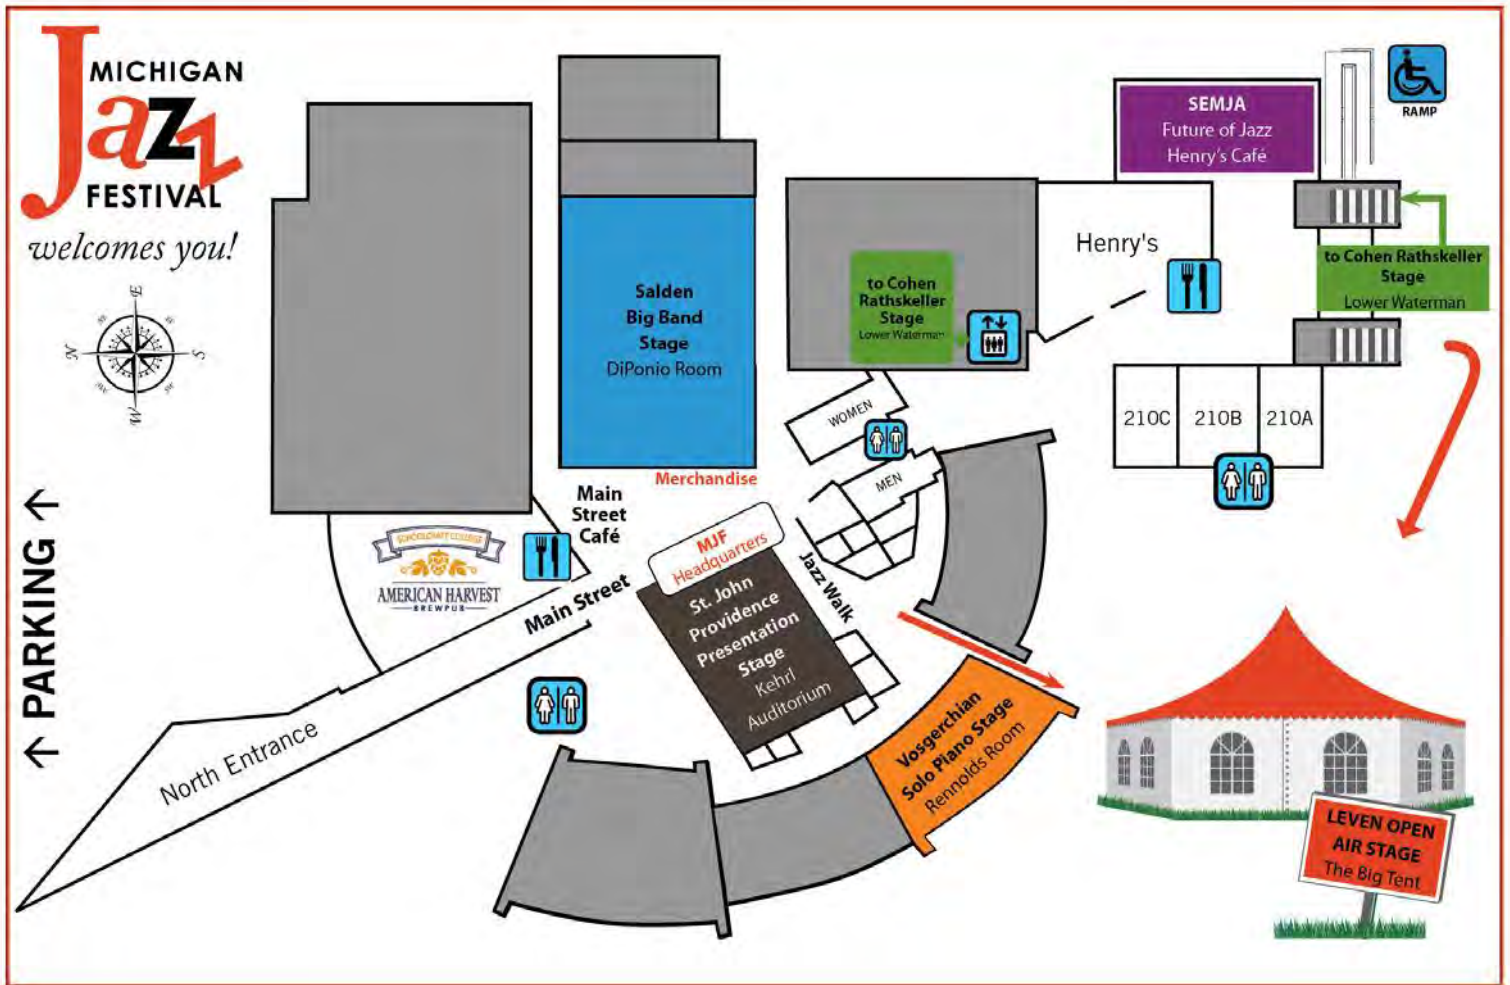 MICHIGAN
Jazz
FESTIVAL
welcomes you!
E
N
S
W
↑ PARKING ↑
↑ ↑
SEMJA
Future of Jazz
Henry's Café
RAMP
Salden
Big Band
Stage
DiPonio Room
to Cohen
Rathskeller
Stage
Lower Waterman
Henry's
to Cohen Rathskeller
Stage
Lower Waterman
WOMEN
MEN
210C
210B
210A
Merchandise
Main
Street
Café
SCHOOLCRAFT COLLEGE
AMERICAN HARVEST
BREWPUB
Main Street
MJF
Headquarters
St. John
Providence
Presentation
Stage
Kehrl
Auditorium
Jazz Walk
North Entrance
Vosgerchian
Solo Piano Stage
Rennolds Room
LEVEN OPEN
AIR STAGE
The Big Tent